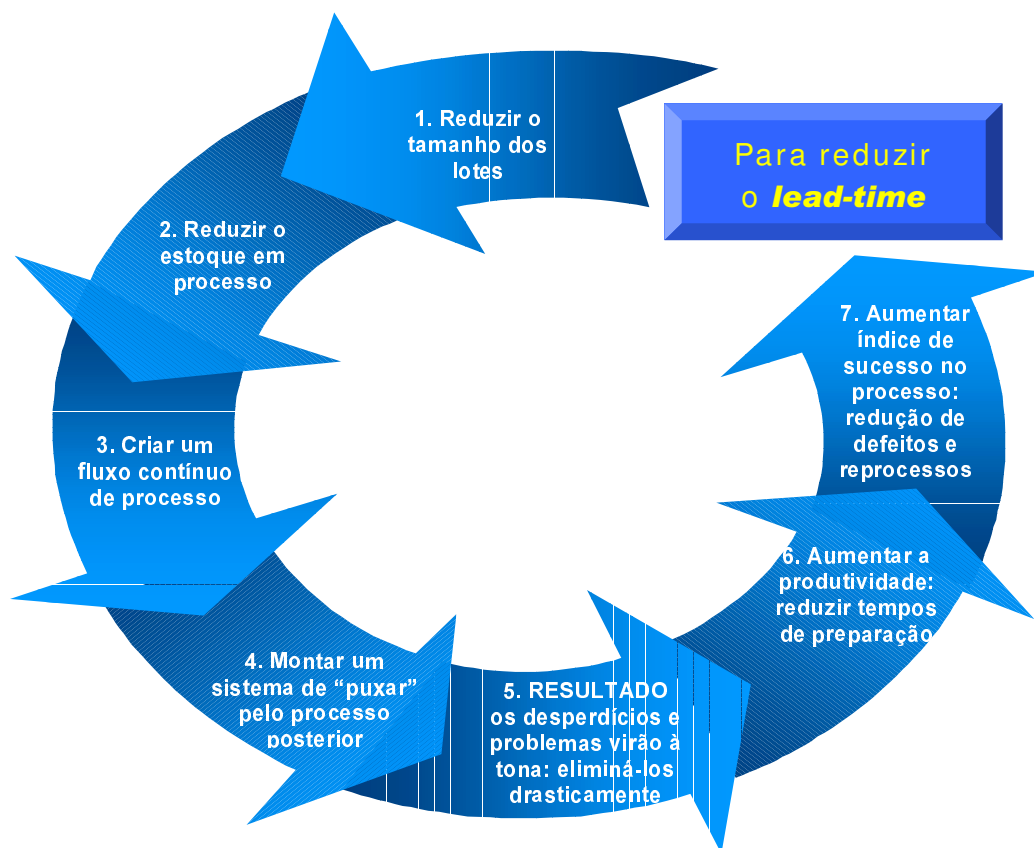 Para reduzir
o lead-time
1. Reduzir o
tamanho dos
lotes
2. Reduzir o
estoque em
processo
3. Criar um
fluxo contínuo
de processo
4. Montar um
sistema de “puxar”
pelo processo
posterior
5. RESULTADO
os desperdícios e
problemas virão à
tona: eliminá-los
drasticamente
6. Aumentar a
produtividade:
reduzir tempos
de preparação
7. Aumentar
índice de
sucesso no
processo:
redução de
defeitos e
reprocessos